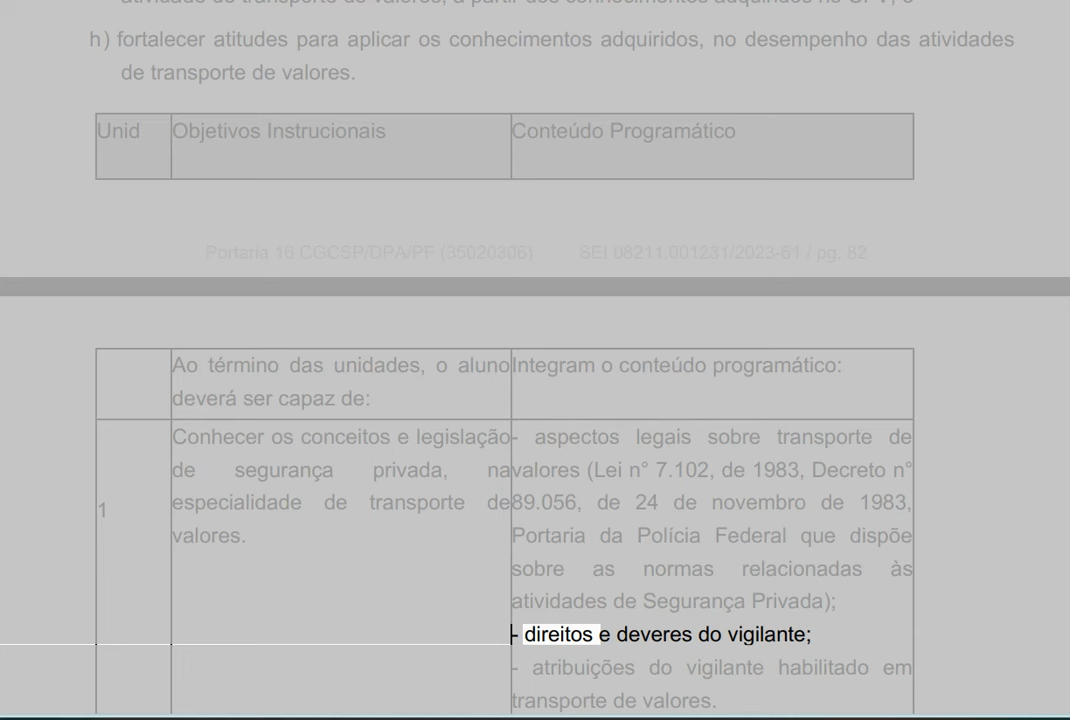 h) fortalecer atitudes para aplicar os conhecimentos adquiridos, no desempenho das atividades
de transporte de valores.
Unid Objetivos Instrucionais Conteúdo Programático
Portaria 16 CGCSP/DPA/PF (35020306) SEI 08211.001231/2023-61 / pg. 82
Ao término das unidades, o aluno
deverá ser capaz de:
Integram o conteúdo programático:
1
Conhecer os conceitos e legislação
de segurança privada, na
especialidade de transporte de
valores.
- aspectos legais sobre transporte de
valores (Lei n° 7.102, de 1983, Decreto n°
89.056, de 24 de novembro de 1983,
Portaria da Polícia Federal que dispõe
sobre as normas relacionadas às
atividades de Segurança Privada);
- direitos e deveres do vigilante;
- atribuições do vigilante habilitado em
transporte de valores.